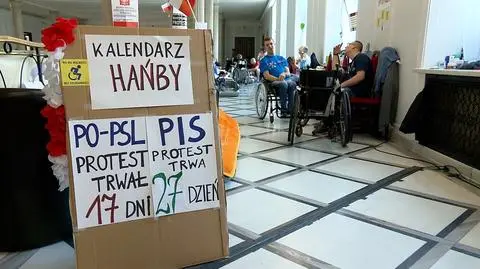 KALENDARZ
HAŃBY
PO-PSL
PROTEST
TRWAŁ
17 DNI
PIS
PROTEST
TRWA
27
DZIEŃ